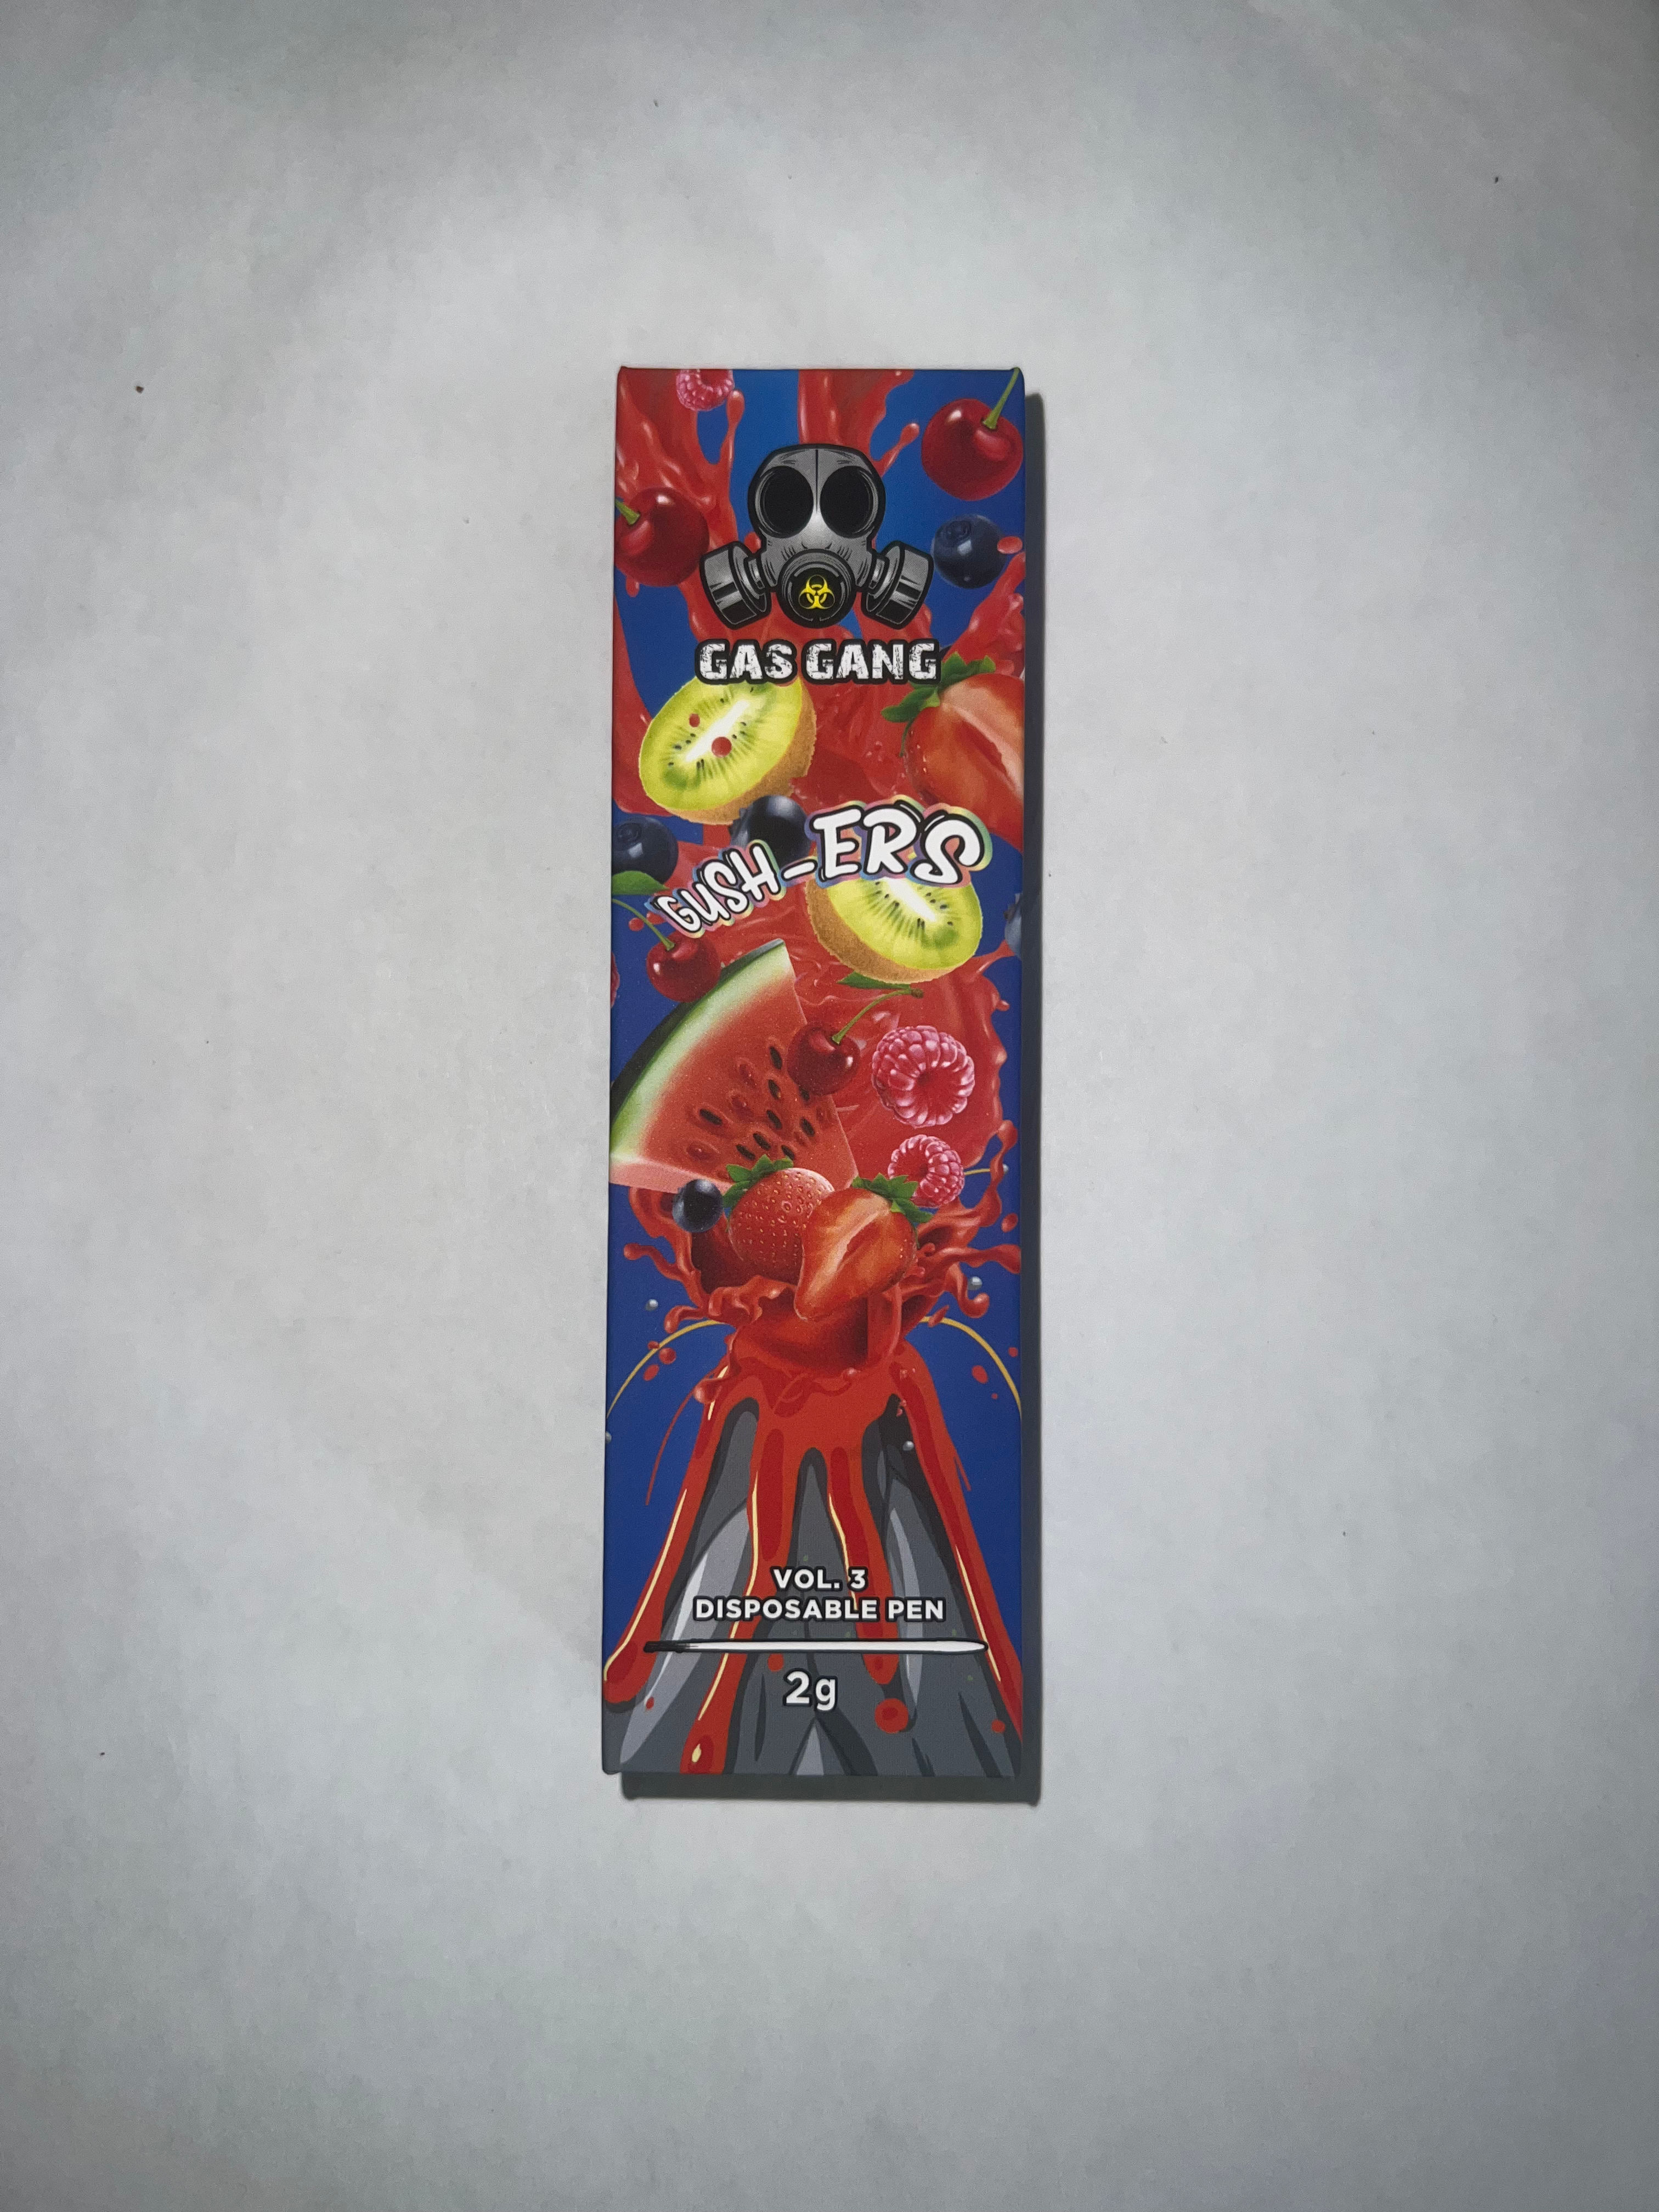 GAS GANG
GUSH-ERS
VOL. 3
DISPOSABLE PEN
2g